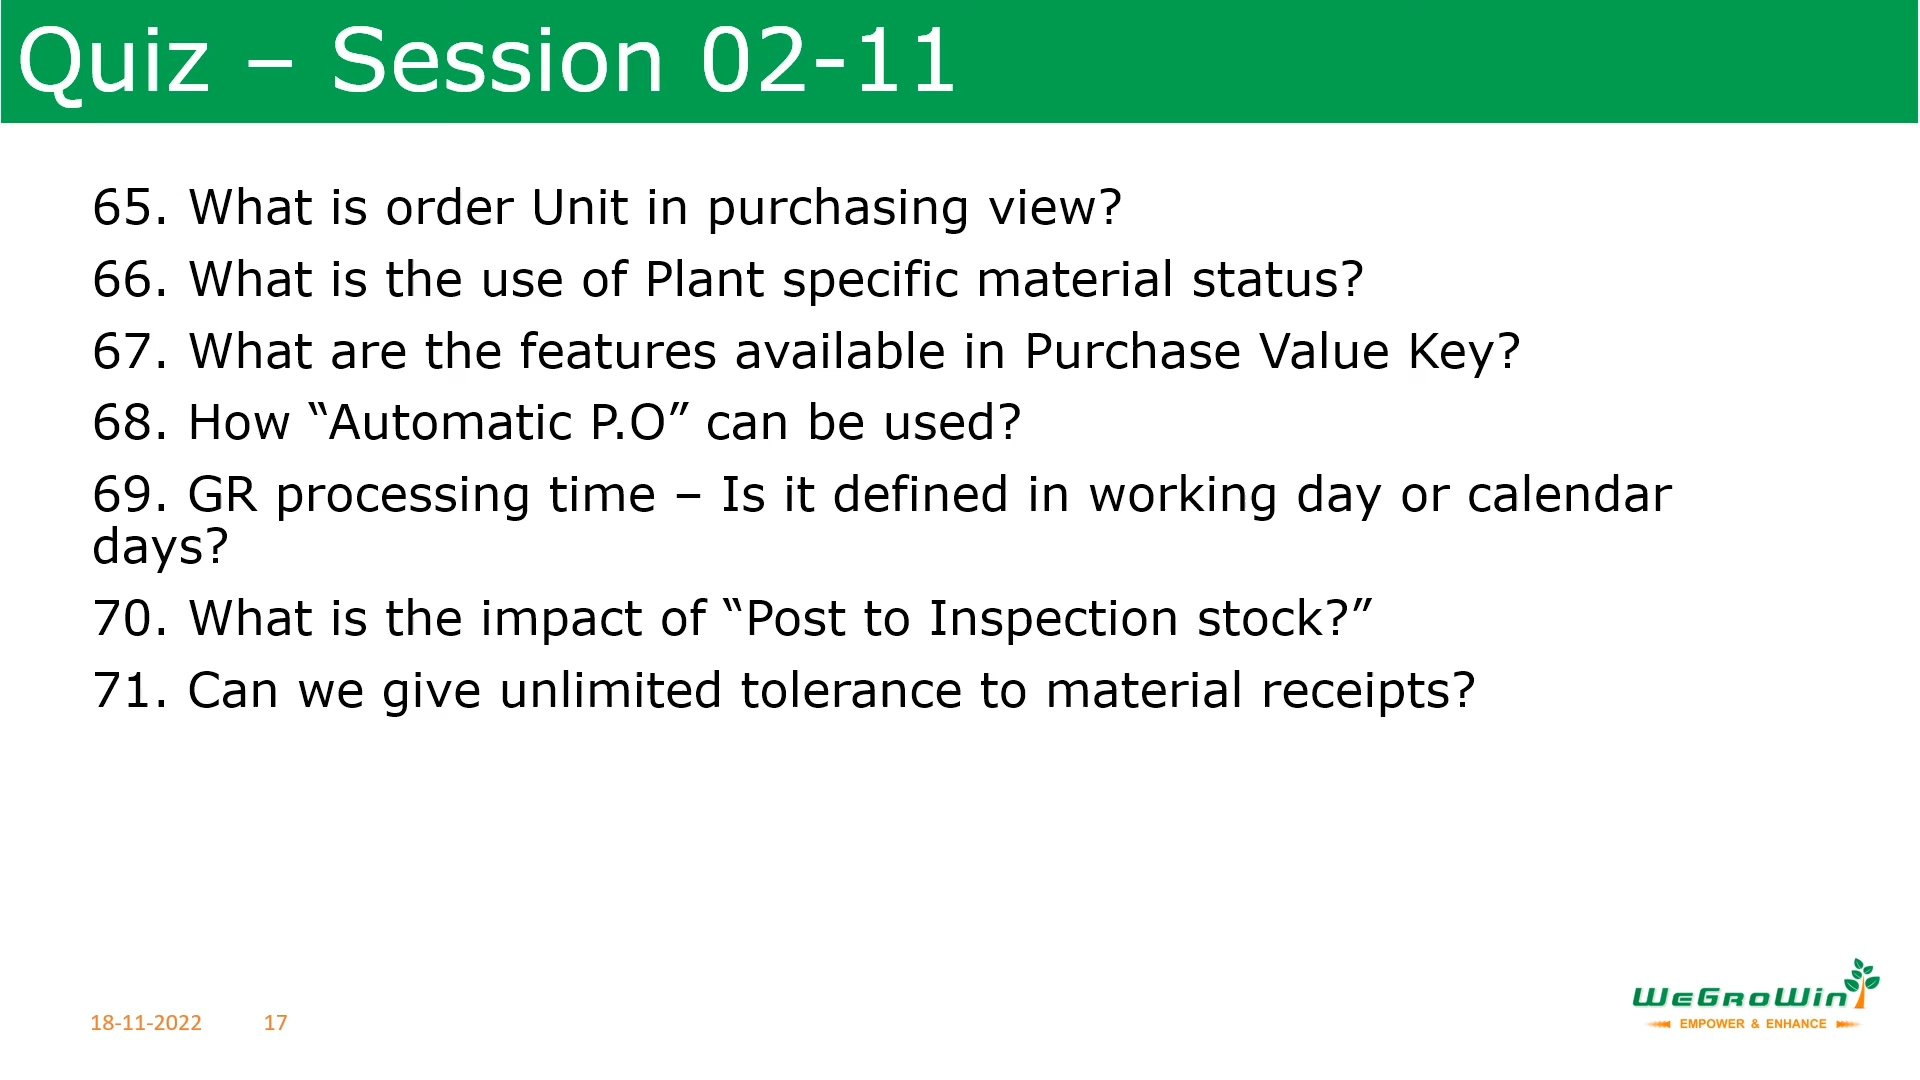 Quiz – Session 02-11
65. What is order Unit in purchasing view?
66. What is the use of Plant specific material status?
67. What are the features available in Purchase Value Key?
68. How “Automatic P.O” can be used?
69. GR processing time – Is it defined in working day or calendar
days?
70. What is the impact of “Post to Inspection stock?”
71. Can we give unlimited tolerance to material receipts?
WeGroWin
EMPOWER & ENHANCE
18-11-2022 17